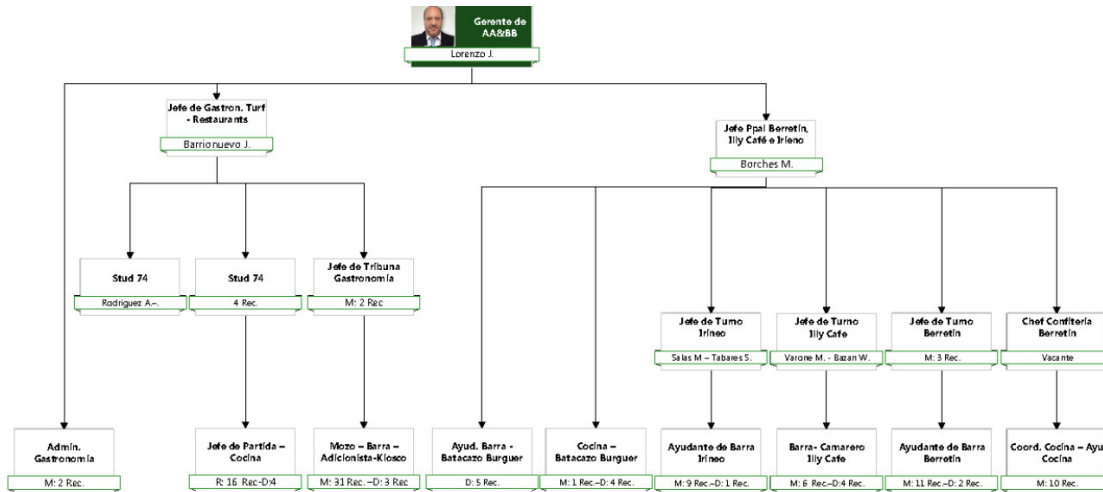 Gerente de
AA&BB
Lorenzo J.
Jefe de Gastron. Turf
- Restaurants
Barrionuevo J.
Jefe Ppal Berretín,
Illy Café e Irieno
Borches M.
Stud 74
Rodriguez A.-.
Stud 74
4 Rec.
Jefe de Tribuna
Gastronomía
M: 2 Rec
Jefe de Turno
Irineo
Salas M – Tabares S.
Jefe de Turno
Illy Cafe
Varone M. - Bazan W.
Jefe de Turno
Berretín
M: 3 Rec.
Chef Confitería
Berretín
Vacante
Admin.
Gastronomía
M: 2 Rec.
Jefe de Partida –
Cocina
R: 16 Rec-D:4
Mozo – Barra –
Adicionista-Kiosco
M: 31 Rec.–D: 3 Rec
Ayud. Barra -
Batacazo Burguer
D: 5 Rec.
Cocina –
Batacazo Burguer
M: 1 Rec.–D: 4 Rec.
Ayudante de Barra
Irineo
M: 9 Rec.–D: 1 Rec.
Barra- Camarero
Illy Cafe
M: 6 Rec.–D:4 Rec.
Ayudante de Barra
Berretín
M: 11 Rec.–D: 2 Rec.
Coord. Cocina – Ayu
Cocina
M: 10 Rec.